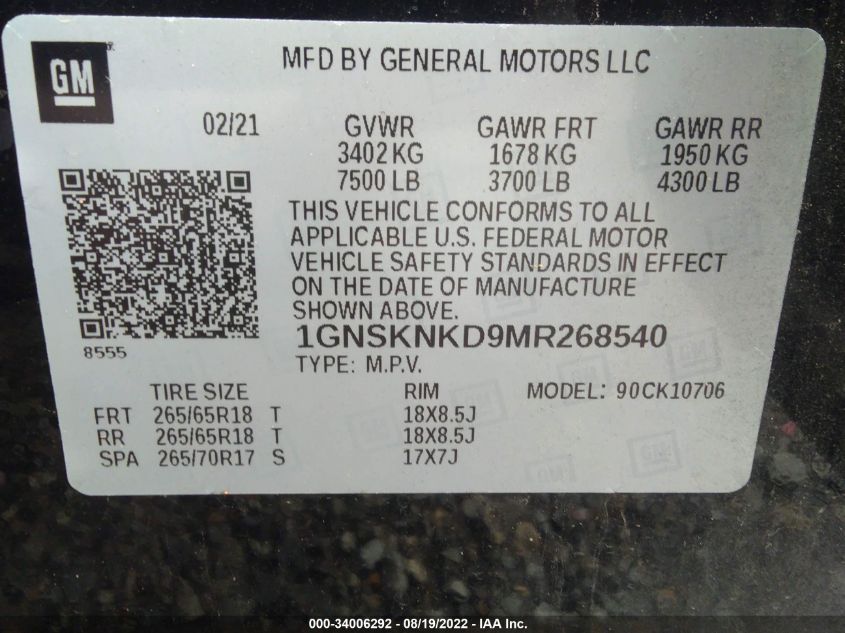 GM
MFD BY GENERAL MOTORS LLC
02/21 GVWR GAWR FRT GAWR RR
3402 KG 1678 KG 1950 KG
7500 LB 3700 LB 4300 LB
THIS VEHICLE CONFORMS TO ALL
APPLICABLE U.S. FEDERAL MOTOR
VEHICLE SAFETY STANDARDS IN EFFECT
ON THE DATE OF MANUFACTURE
SHOWN ABOVE.
8555
1GNSKNKD9MR268540
TYPE: M.P.V.
TIRE SIZE RIM MODEL: 90CK10706
FRT 265/65R18 T 18X8.5J
RR 265/65R18 T 18X8.5J
SPA 265/70R17 S 17X7J
000-34006292 - 08/19/2022 - IAA Inc.